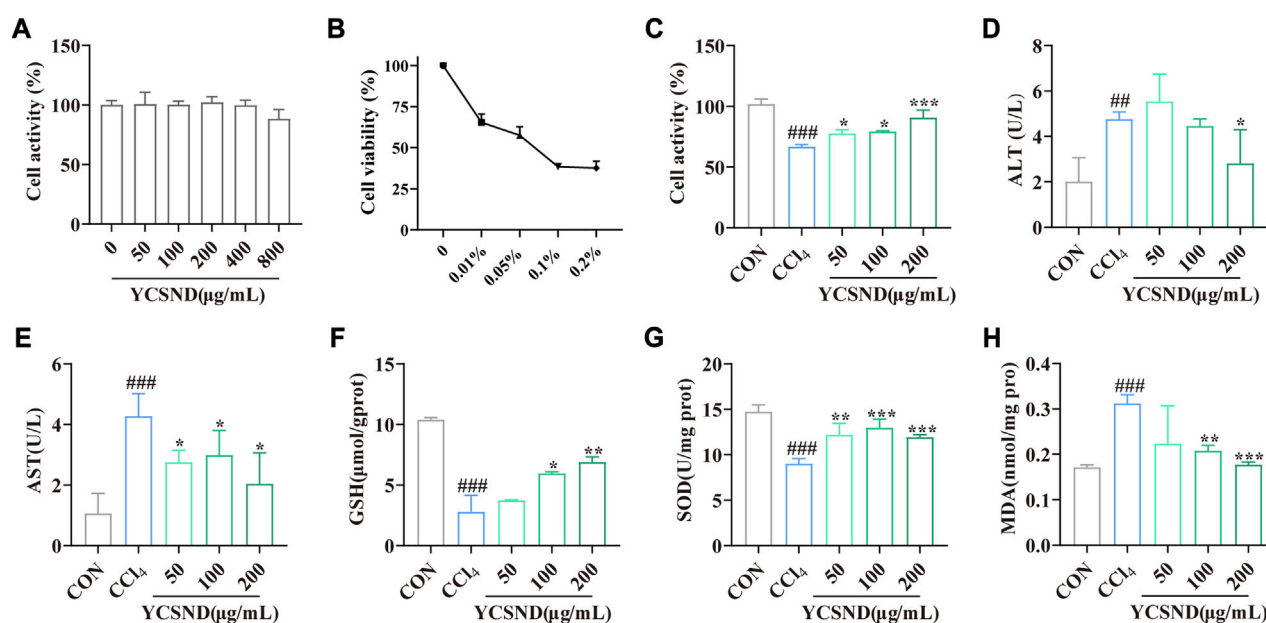 A
Cell activity (%)
150
100
50
0
0
50
100
200
400
800
YCSND(μg/mL)
B
Cell viability (%)
100
75
50
25
0
0
0.01%
0.05%
0.1%
0.2%
C
Cell activity (%)
150
100
50
0
###
*
*
***
CON
CCl₄
50
100
200
YCSND(μg/mL)
D
ALT (U/L)
8
6
4
2
0
##
*
CON
CCl₄
50
100
200
YCSND(μg/mL)
E
AST(U/L)
6
4
2
0
###
*
*
*
CON
CCl₄
50
100
200
YCSND(μg/mL)
F
GSH(μmol/gprot)
15
10
5
0
###
*
**
CON
CCl₄
50
100
200
YCSND(μg/mL)
G
SOD(U/mg prot)
20
15
10
5
0
###
**
***
***
CON
CCl₄
50
100
200
YCSND(μg/mL)
H
MDA(nmol/mg pro)
0.4
0.3
0.2
0.1
0.0
###
**
***
CON
CCl₄
50
100
200
YCSND(μg/mL)